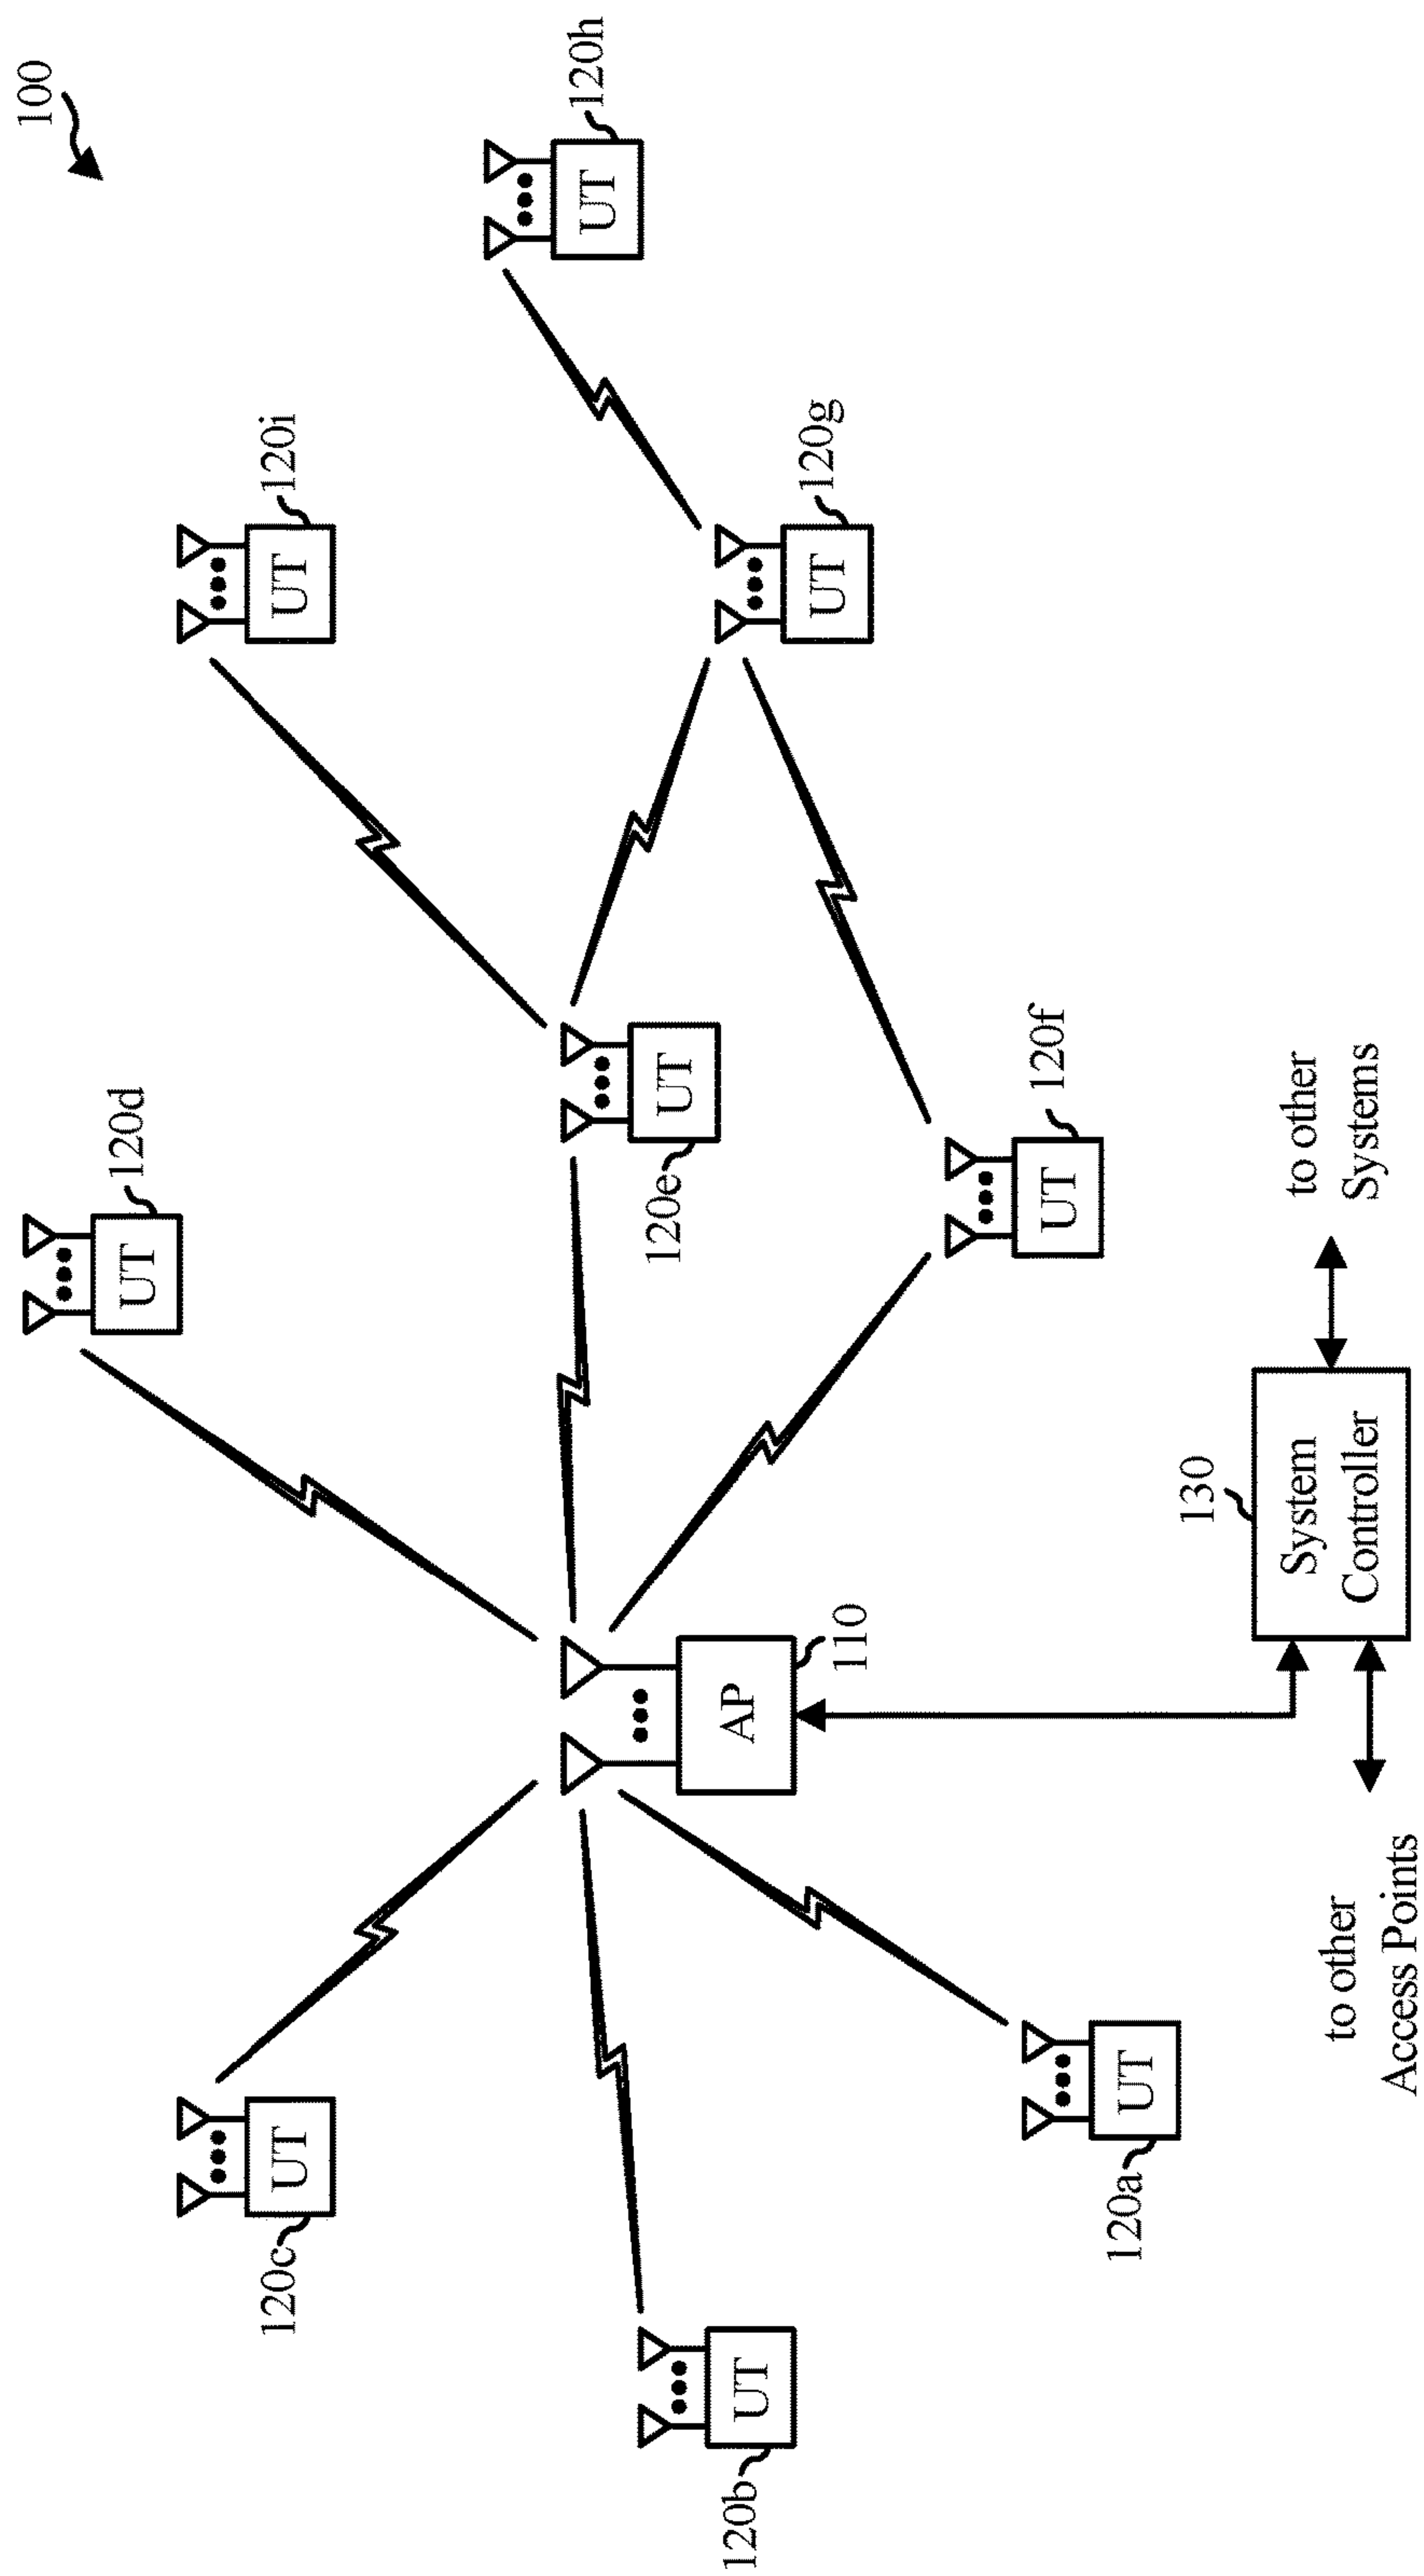 100
120d
UT
120i
UT
120c
UT
120h
UT
120e
UT
AP
110
120b
UT
120g
UT
120f
UT
120a
UT
130
System
Controller
to other
Systems
to other
Access Points